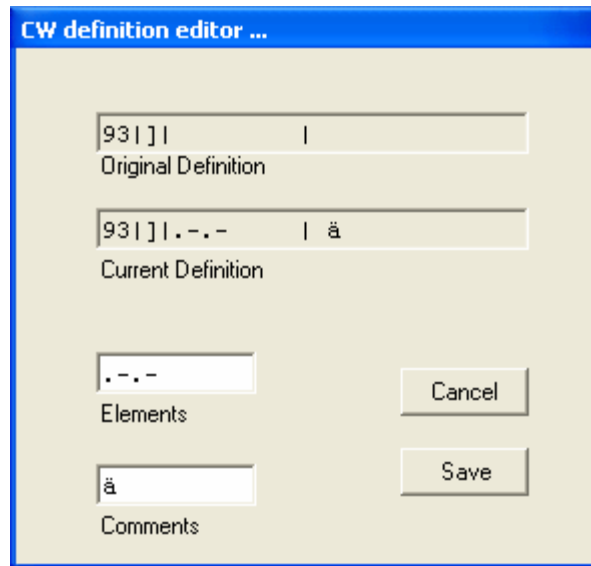 CW definition editor ...
93|]|          |
Original Definition
93|]|.-.-      | ä
Current Definition
.-.-
Elements
Cancel
ä
Comments
Save